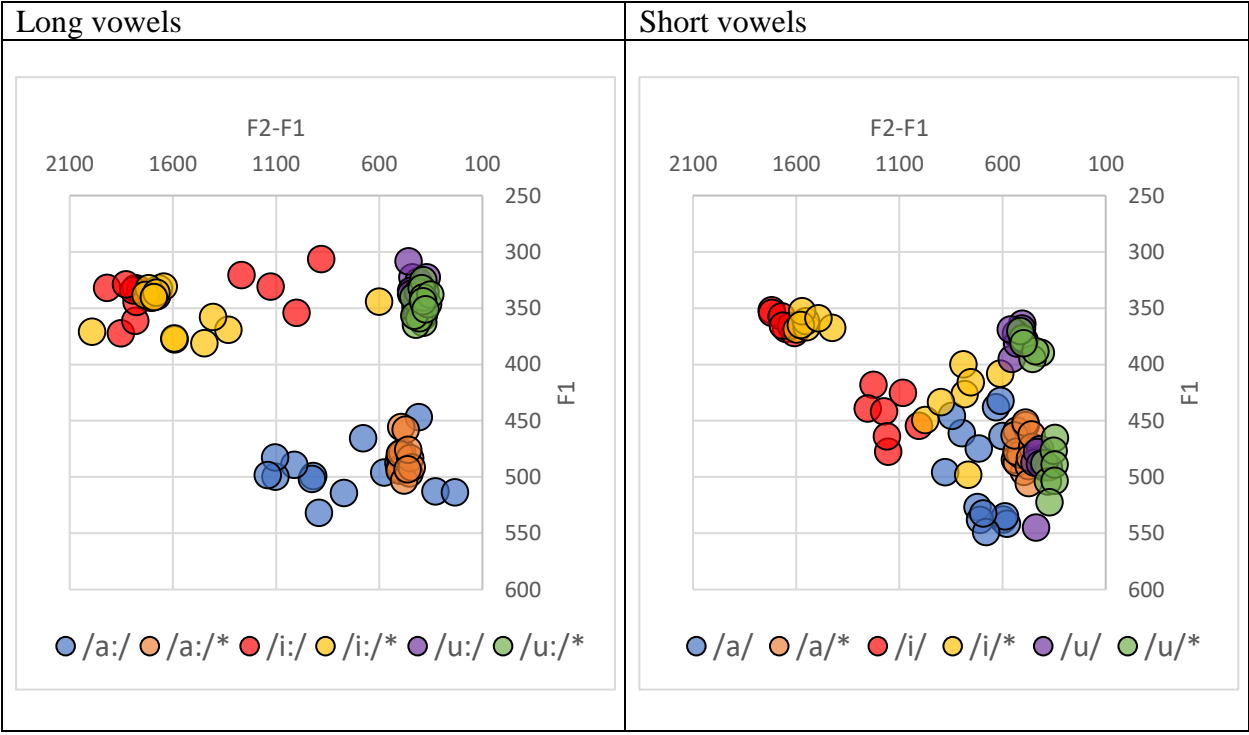 Long vowels
Short vowels
F2-F1
2100 1600 1100 600 100
250
300
350
400
450
500
550
600
F1
/a:/ /a:/* /i:/ /i:/* /u:/ /u:/*
F2-F1
2100 1600 1100 600 100
250
300
350
400
450
500
550
600
F1
/a/ /a/* /i/ /i/* /u/ /u/*